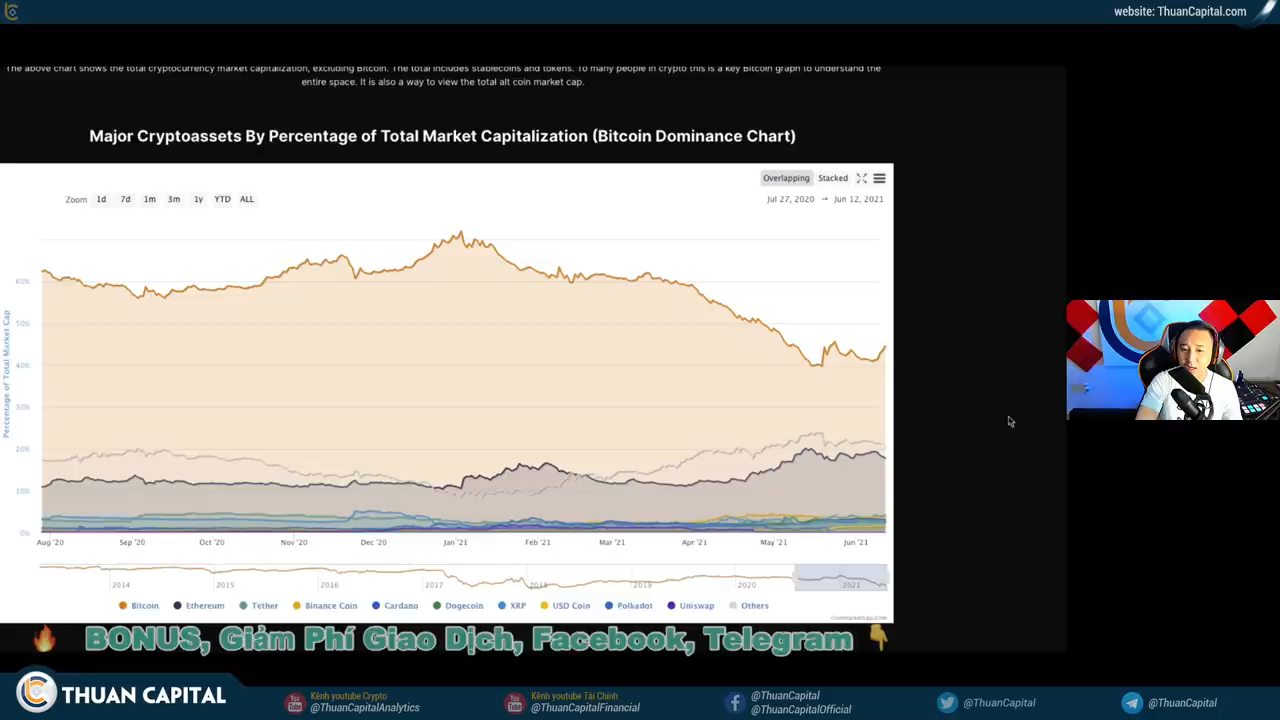 website: ThuanCapital.com
The above chart shows the total cryptocurrency market capitalization, excluding Bitcoin. The total includes stablecoins and tokens. To many people in crypto this is a key Bitcoin graph to understand the
entire space. It is also a way to view the total alt coin market cap.
Major Cryptoassets By Percentage of Total Market Capitalization (Bitcoin Dominance Chart)
Overlapping Stacked
Zoom 1d 7d 1m 3m 1y YTD ALL
Jul 27, 2020 → Jun 12, 2021
Percentage of Total Market Cap
60%
50%
40%
30%
20%
10%
0%
Aug '20 Sep '20 Oct '20 Nov '20 Dec '20 Jan '21 Feb '21 Mar '21 Apr '21 May '21 Jun '21
2014 2015 2016 2017 2018 2019 2020 2021
Bitcoin Ethereum Tether Binance Coin Cardano Dogecoin XRP USD Coin Polkadot Uniswap Others
coinmarketcap.com
BONUS, Giảm Phí Giao Dịch, Facebook, Telegram
THUAN CAPITAL
Kênh youtube Crypto
@ThuanCapitalAnalytics
Kênh youtube Tài Chính
@ThuanCapitalFinancial
@ThuanCapital
@ThuanCapitalOfficial
@ThuanCapital
@ThuanCapital